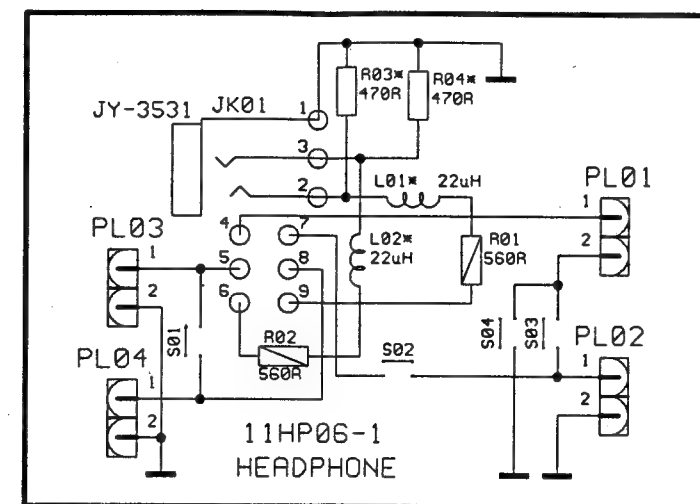 R03* R04*
470R 470R
JY-3531 JK01 1
3
2 L01* 22uH
PL01
1
2
PL03
1
2
4 7
5 8
6 9
L02*
22uH
R01
560R
S01
R02
560R
S02
S04
S03
PL02
1
2
PL04
1
2
11HP06-1
HEADPHONE